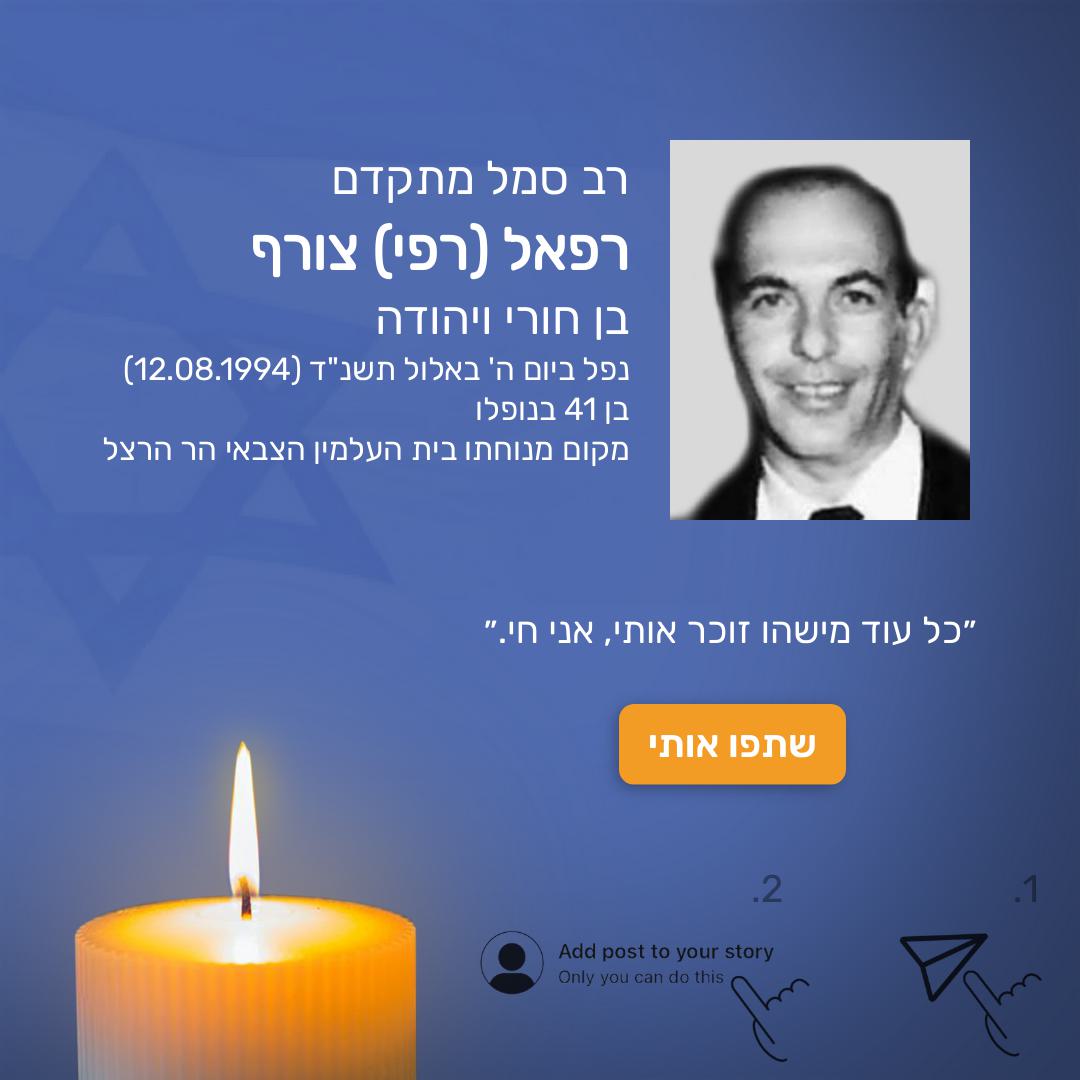 רב סמל מתקדם
רפאל (רפי) צורף
בן חורי ויהודה
נפל ביום ה' באלול תשנ"ד (12.08.1994)
בן 41 בנופלו
מקום מנוחתו בית העלמין הצבאי הר הרצל
״כל עוד מישהו זוכר אותי, אני חי.״
שתפו אותי
1.
2.
Add post to your story
Only you can do this